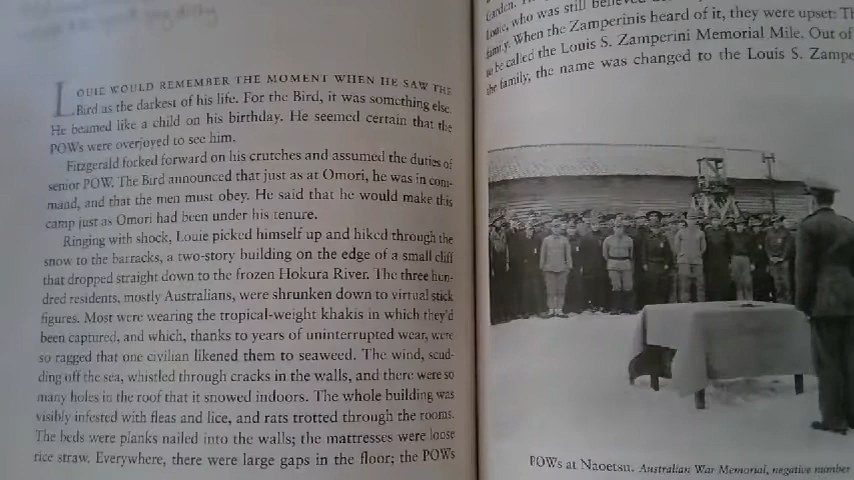 LOUIE WOULD REMEMBER THE MOMENT WHEN HE SAW THE
Bird as the darkest of his life. For the Bird, it was something else.
He beamed like a child on his birthday. He seemed certain that the
POWs were overjoyed to see him.
Fitzgerald forked forward on his crutches and assumed the duties of
senior POW. The Bird announced that just as at Omori, he was in com-
mand, and that the men must obey. He said that he would make this
camp just as Omori had been under his tenure.
Ringing with shock, Louie picked himself up and hiked through the
snow to the barracks, a two-story building on the edge of a small cliff
that dropped straight down to the frozen Hokura River. The three hun-
dred residents, mostly Australians, were shrunken down to virtual stick
figures. Most were wearing the tropical-weight khakis in which they'd
been captured, and which, thanks to years of uninterrupted wear, were
so ragged that one civilian likened them to seaweed. The wind, scud-
ding off the sea, whistled through cracks in the walls, and there were so
many holes in the roof that it snowed indoors. The whole building was
visibly infested with fleas and lice, and rats trotted through the rooms.
The beds were planks nailed into the walls; the mattresses were loose
rice straw. Everywhere, there were large gaps in the floor; the POWs
Garden.
Louie, who was still believed
family. When the Zamperinis heard of it, they were upset:
to be called the Louis S. Zamperini Memorial Mile. Out of
the family, the name was changed to the Louis S. Zampe
POWs at Naoetsu. Australian War Memorial, negative number